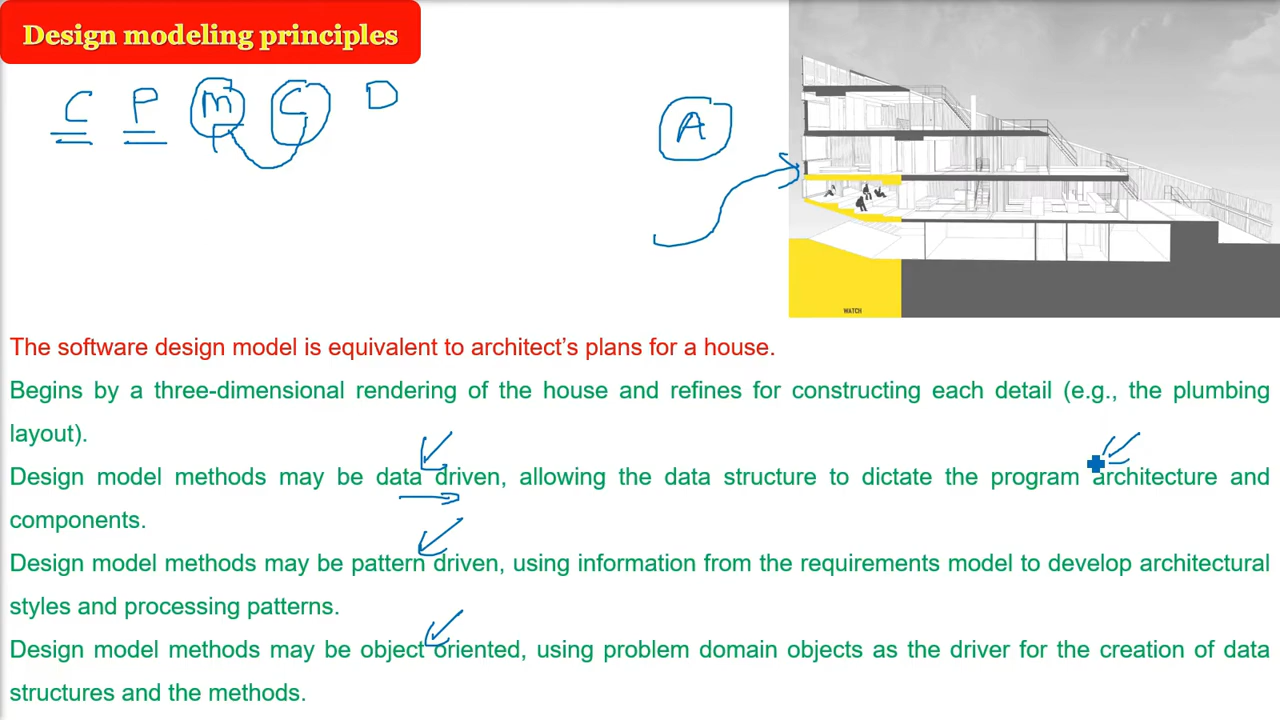 Design modeling principles
C P M C D
A
WATCH
The software design model is equivalent to architect’s plans for a house.
Begins by a three-dimensional rendering of the house and refines for constructing each detail (e.g., the plumbing
layout).
Design model methods may be data driven, allowing the data structure to dictate the program architecture and
components.
Design model methods may be pattern driven, using information from the requirements model to develop architectural
styles and processing patterns.
Design model methods may be object oriented, using problem domain objects as the driver for the creation of data
structures and the methods.